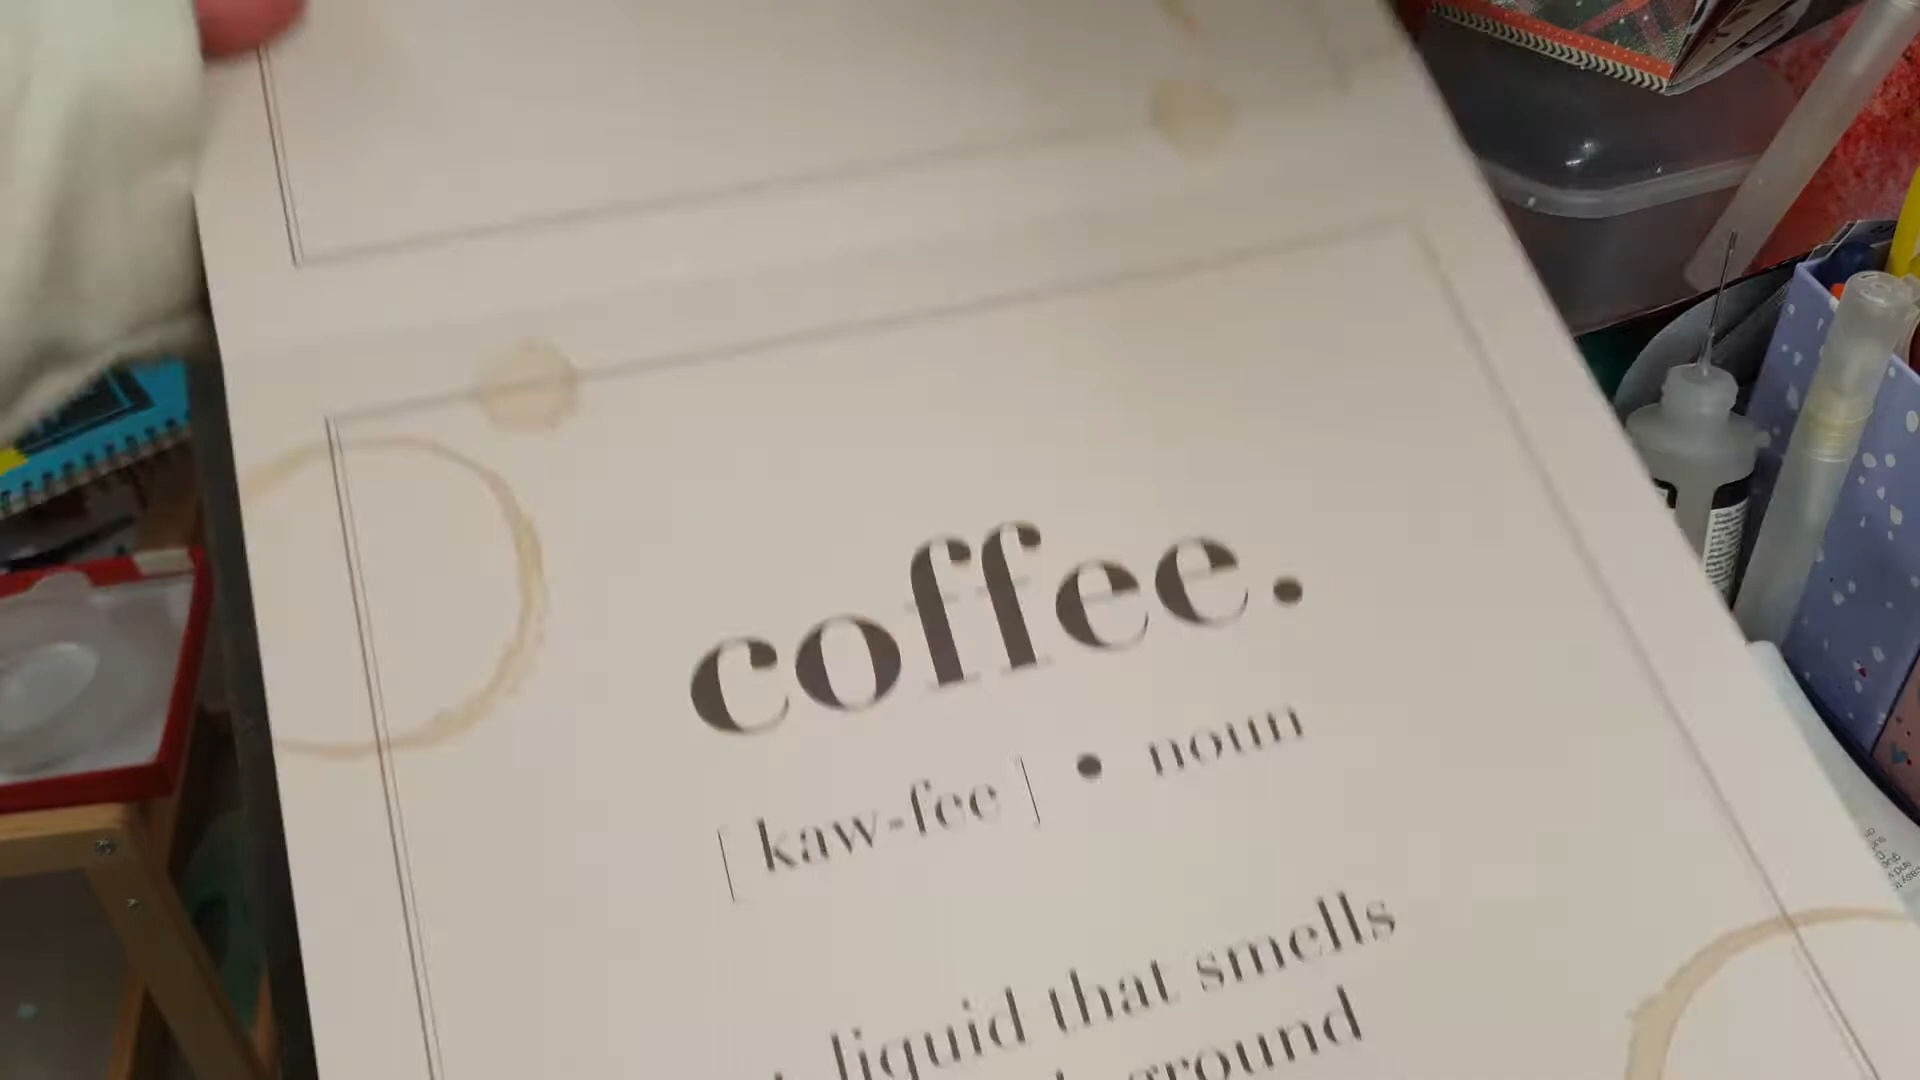 coffee.
[ kaw-fee ] • noun
liquid that smells
ground